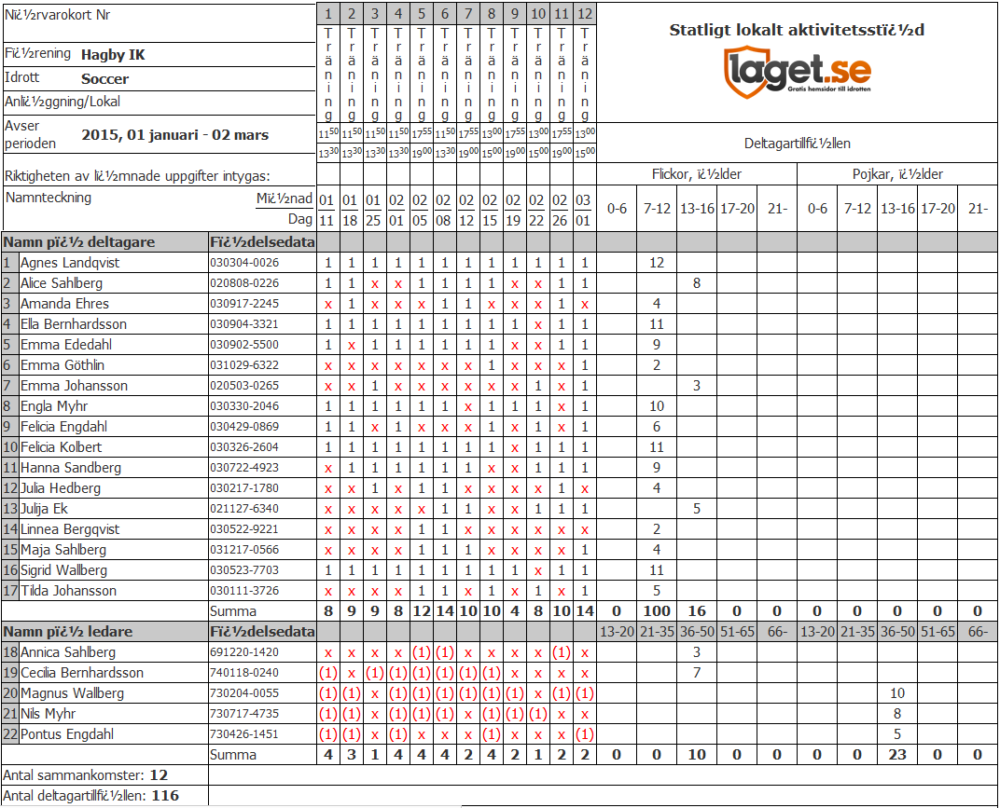 Nï¿½rvarokort Nr
Fï¿½rening Hagby IK
Idrott Soccer
Anlï¿½ggning/Lokal
Avser perioden 2015, 01 januari - 02 mars
Riktigheten av lï¿½mnade uppgifter intygas:
Namnteckning Mï¿½nad
Dag
1 2 3 4 5 6 7 8 9 10 11 12
Träning Träning Träning Träning Träning Träning Träning Träning Träning Träning Träning Träning
1150 1150 1150 1150 1755 1150 1755 1300 1755 1300 1755 1300
1330 1330 1330 1330 1900 1330 1900 1500 1900 1500 1900 1500
01 01 01 02 02 02 02 02 02 02 02 03
11 18 25 01 05 08 12 15 19 22 26 01
Statligt lokalt aktivitetsstï¿½d
laget.se
Gratis hemsidor till idrotten
Deltagartillfï¿½llen
Flickor, ï¿½lder Pojkar, ï¿½lder
0-6 7-12 13-16 17-20 21- 0-6 7-12 13-16 17-20 21-
Namn pï¿½ deltagare Fï¿½delsedata
1 Agnes Landqvist 030304-0026 1 1 1 1 1 1 1 1 1 1 1 1 12
2 Alice Sahlberg 020808-0226 1 1 x x 1 1 1 1 x x 1 1 8
3 Amanda Ehres 030917-2245 x 1 x x x 1 1 x x x 1 x 4
4 Ella Bernhardsson 030904-3321 1 1 1 1 1 1 1 1 1 x 1 1 11
5 Emma Ededahl 030902-5500 1 x 1 1 1 1 1 1 x x 1 1 9
6 Emma Göthlin 031029-6322 x x x x x x x 1 x x x 1 2
7 Emma Johansson 020503-0265 x x 1 x x x x x x 1 x 1 3
8 Engla Myhr 030330-2046 1 1 1 1 1 1 x 1 1 1 x 1 10
9 Felicia Engdahl 030429-0869 1 1 x 1 x x x 1 x 1 x 1 6
10 Felicia Kolbert 030326-2604 1 1 1 1 1 1 1 1 x 1 1 1 11
11 Hanna Sandberg 030722-4923 x 1 1 1 1 1 1 x x 1 1 1 9
12 Julia Hedberg 030217-1780 x x 1 x 1 1 x x x x 1 x 4
13 Julija Ek 021127-6340 x x x x x 1 1 x x 1 1 1 5
14 Linnea Bergqvist 030522-9221 x x x x 1 1 x x x x x x 2
15 Maja Sahlberg 031217-0566 x x x x 1 1 1 x x x x 1 4
16 Sigrid Wallberg 030523-7703 1 1 1 1 1 1 1 1 1 x 1 1 11
17 Tilda Johansson 030111-3726 x x x x 1 1 x 1 x 1 x 1 5
Summa 8 9 9 8 12 14 10 10 4 8 10 14 0 100 16 0 0 0 0 0 0 0
Namn pï¿½ ledare Fï¿½delsedata 13-20 21-35 36-50 51-65 66- 13-20 21-35 36-50 51-65 66-
18 Annica Sahlberg 691220-1420 x x x x (1) (1) x x x x (1) x 3
19 Cecilia Bernhardsson 740118-0240 (1) x (1) (1) (1) (1) (1) (1) x x x x 7
20 Magnus Wallberg 730204-0055 (1) (1) x (1) (1) (1) (1) (1) (1) x (1) (1) 10
21 Nils Myhr 730717-4735 (1) (1) x (1) (1) (1) x (1) (1) (1) x x 8
22 Pontus Engdahl 730426-1451 (1) (1) x (1) x x x (1) x x x (1) 5
Summa 4 3 1 4 4 4 2 4 2 1 2 2 0 0 10 0 0 0 0 23 0 0
Antal sammankomster: 12
Antal deltagartillfï¿½llen: 116